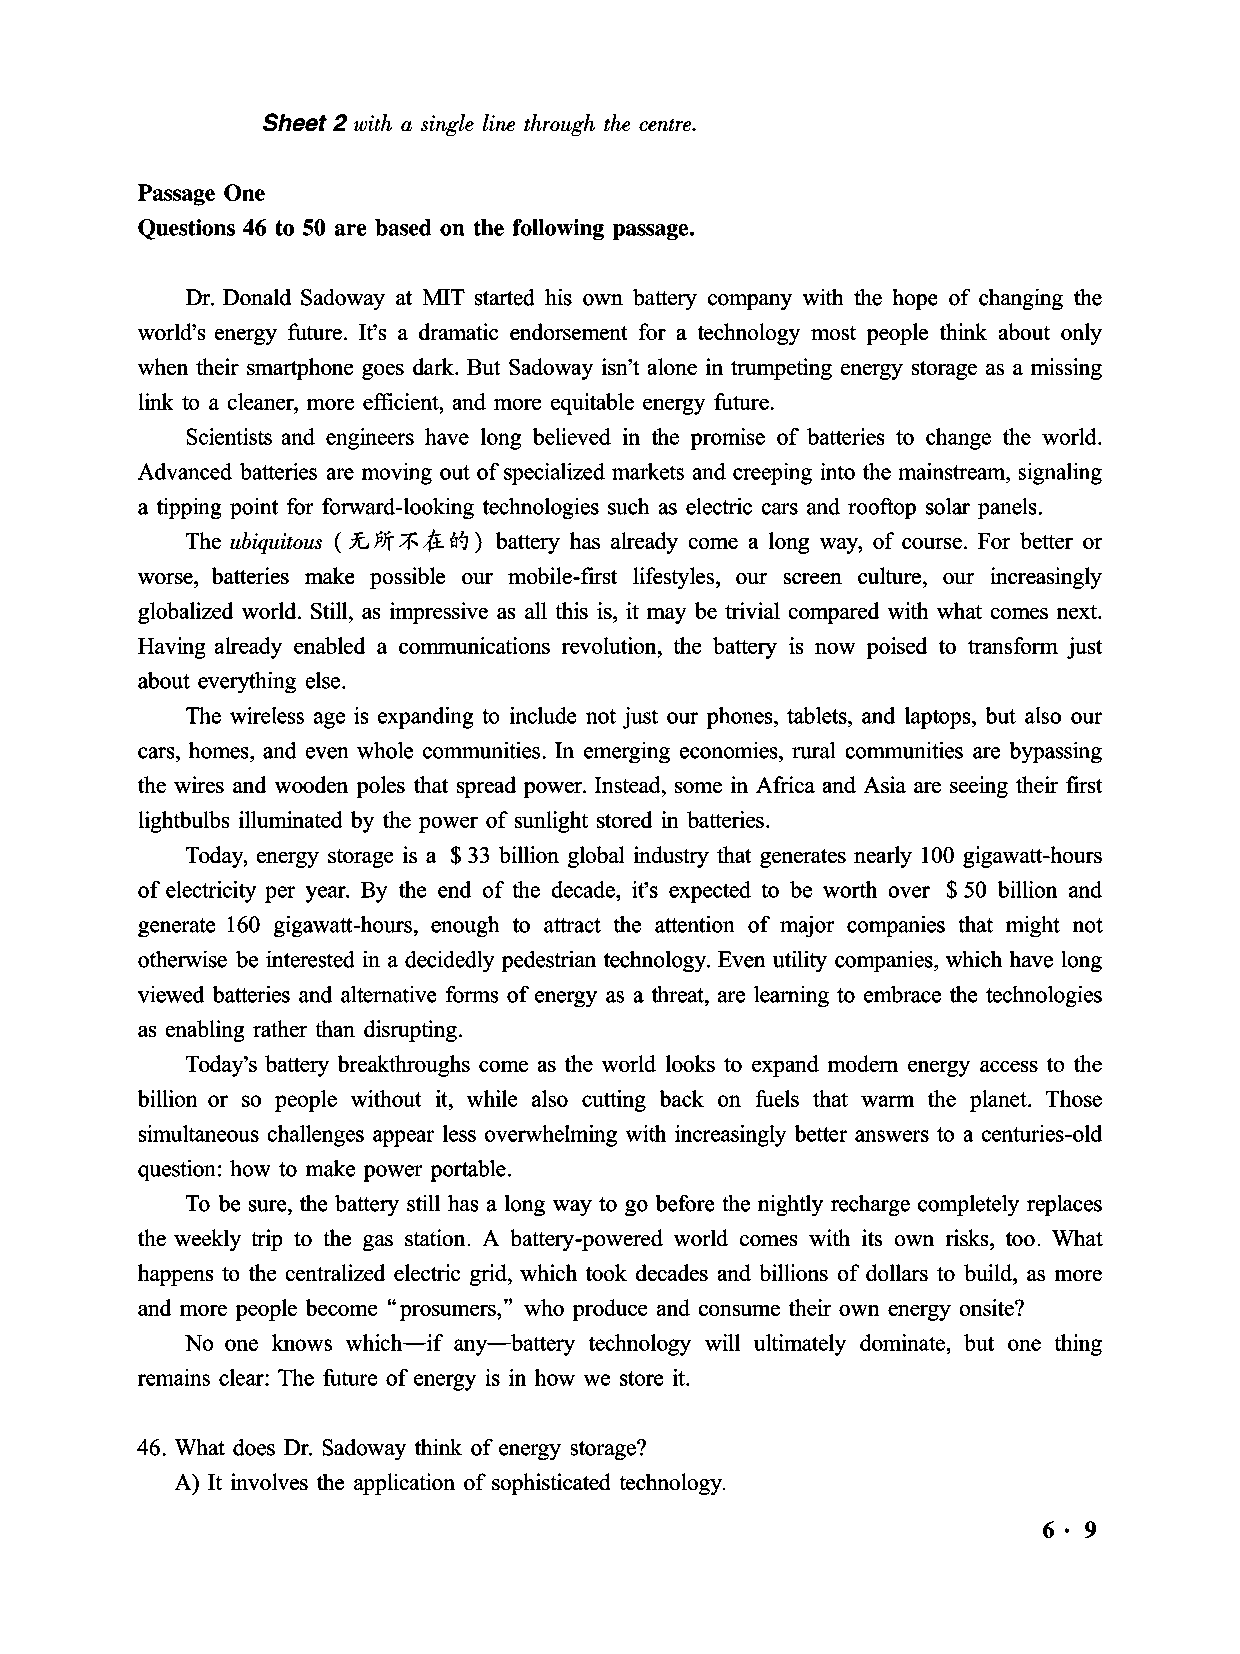 Sheet 2 with a single line through the centre.
Passage One
Questions 46 to 50 are based on the following passage.
Dr. Donald Sadoway at MIT started his own battery company with the hope of changing the
world's energy future. It's a dramatic endorsement for a technology most people think about only
when their smartphone goes dark. But Sadoway isn't alone in trumpeting energy storage as a missing
link to a cleaner, more efficient, and more equitable energy future.
Scientists and engineers have long believed in the promise of batteries to change the world.
Advanced batteries are moving out of specialized markets and creeping into the mainstream, signaling
a tipping point for forward-looking technologies such as electric cars and rooftop solar panels.
The ubiquitous (无所不在的) battery has already come a long way, of course. For better or
worse, batteries make possible our mobile-first lifestyles, our screen culture, our increasingly
globalized world. Still, as impressive as all this is, it may be trivial compared with what comes next.
Having already enabled a communications revolution, the battery is now poised to transform just
about everything else.
The wireless age is expanding to include not just our phones, tablets, and laptops, but also our
cars, homes, and even whole communities. In emerging economies, rural communities are bypassing
the wires and wooden poles that spread power. Instead, some in Africa and Asia are seeing their first
lightbulbs illuminated by the power of sunlight stored in batteries.
Today, energy storage is a $33 billion global industry that generates nearly 100 gigawatt-hours
of electricity per year. By the end of the decade, it's expected to be worth over $50 billion and
generate 160 gigawatt-hours, enough to attract the attention of major companies that might not
otherwise be interested in a decidedly pedestrian technology. Even utility companies, which have long
viewed batteries and alternative forms of energy as a threat, are learning to embrace the technologies
as enabling rather than disrupting.
Today's battery breakthroughs come as the world looks to expand modern energy access to the
billion or so people without it, while also cutting back on fuels that warm the planet. Those
simultaneous challenges appear less overwhelming with increasingly better answers to a centuries-old
question: how to make power portable.
To be sure, the battery still has a long way to go before the nightly recharge completely replaces
the weekly trip to the gas station. A battery-powered world comes with its own risks, too. What
happens to the centralized electric grid, which took decades and billions of dollars to build, as more
and more people become “prosumers,” who produce and consume their own energy onsite?
No one knows which—if any—battery technology will ultimately dominate, but one thing
remains clear: The future of energy is in how we store it.
46. What does Dr. Sadoway think of energy storage?
A) It involves the application of sophisticated technology.
6 · 9